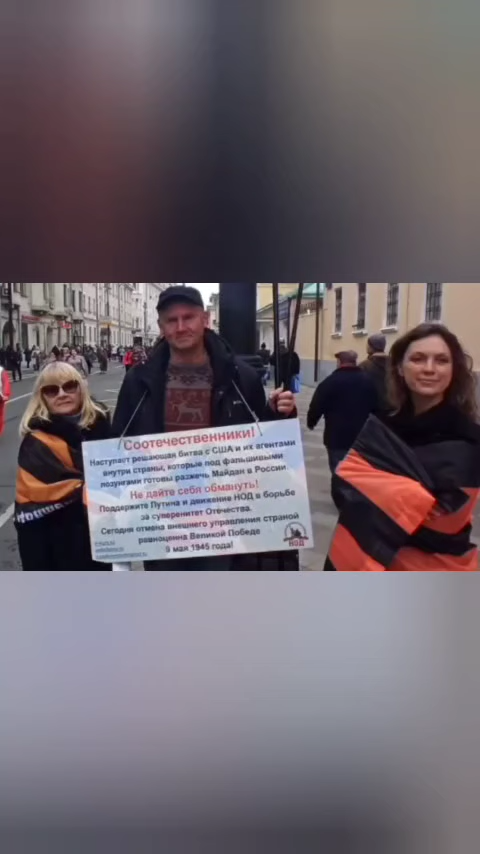 Соотечественники!
Наступает решающая битва с США и их агентами
внутри страны, которые под фальшивыми
лозунгами готовы разжечь Майдан в России
Не дайте себя обмануть!
Поддержите Путина и движение НОД в борьбе
за суверенитет Отечества.
Сегодня отмена внешнего управления страной
равноценна Великой Победе
9 мая 1945 года!
НОД